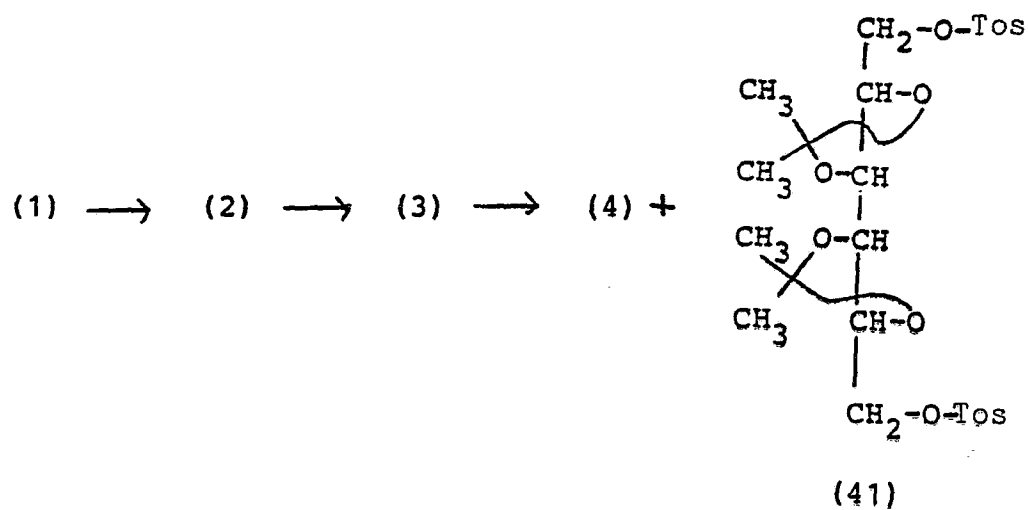 CH₂-O-Tos
CH₃ CH-O
CH₃ O-CH
(1) ⟶ (2) ⟶ (3) ⟶ (4) +
CH₃ O-CH
CH₃ CH-O
CH₂-O-Tos
(41)